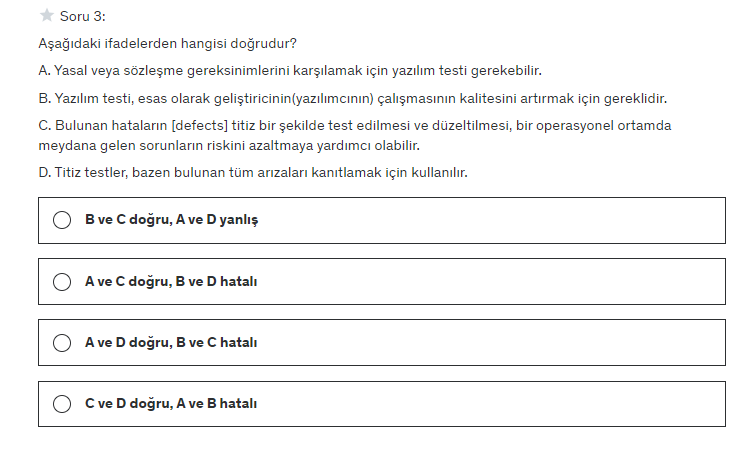 Soru 3:
Aşağıdaki ifadelerden hangisi doğrudur?
A. Yasal veya sözleşme gereksinimlerini karşılamak için yazılım testi gerekebilir.
B. Yazılım testi, esas olarak geliştiricinin(yazılımcının) çalışmasının kalitesini artırmak için gereklidir.
C. Bulunan hataların [defects] titiz bir şekilde test edilmesi ve düzeltilmesi, bir operasyonel ortamda
meydana gelen sorunların riskini azaltmaya yardımcı olabilir.
D. Titiz testler, bazen bulunan tüm arızaları kanıtlamak için kullanılır.
B ve C doğru, A ve D yanlış
A ve C doğru, B ve D hatalı
A ve D doğru, B ve C hatalı
C ve D doğru, A ve B hatalı